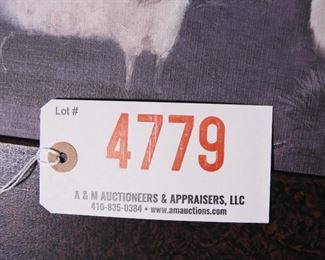 Lot #
4779
A & M AUCTIONEERS & APPRAISERS, LLC
410-835-0384 • www.amauctions.com